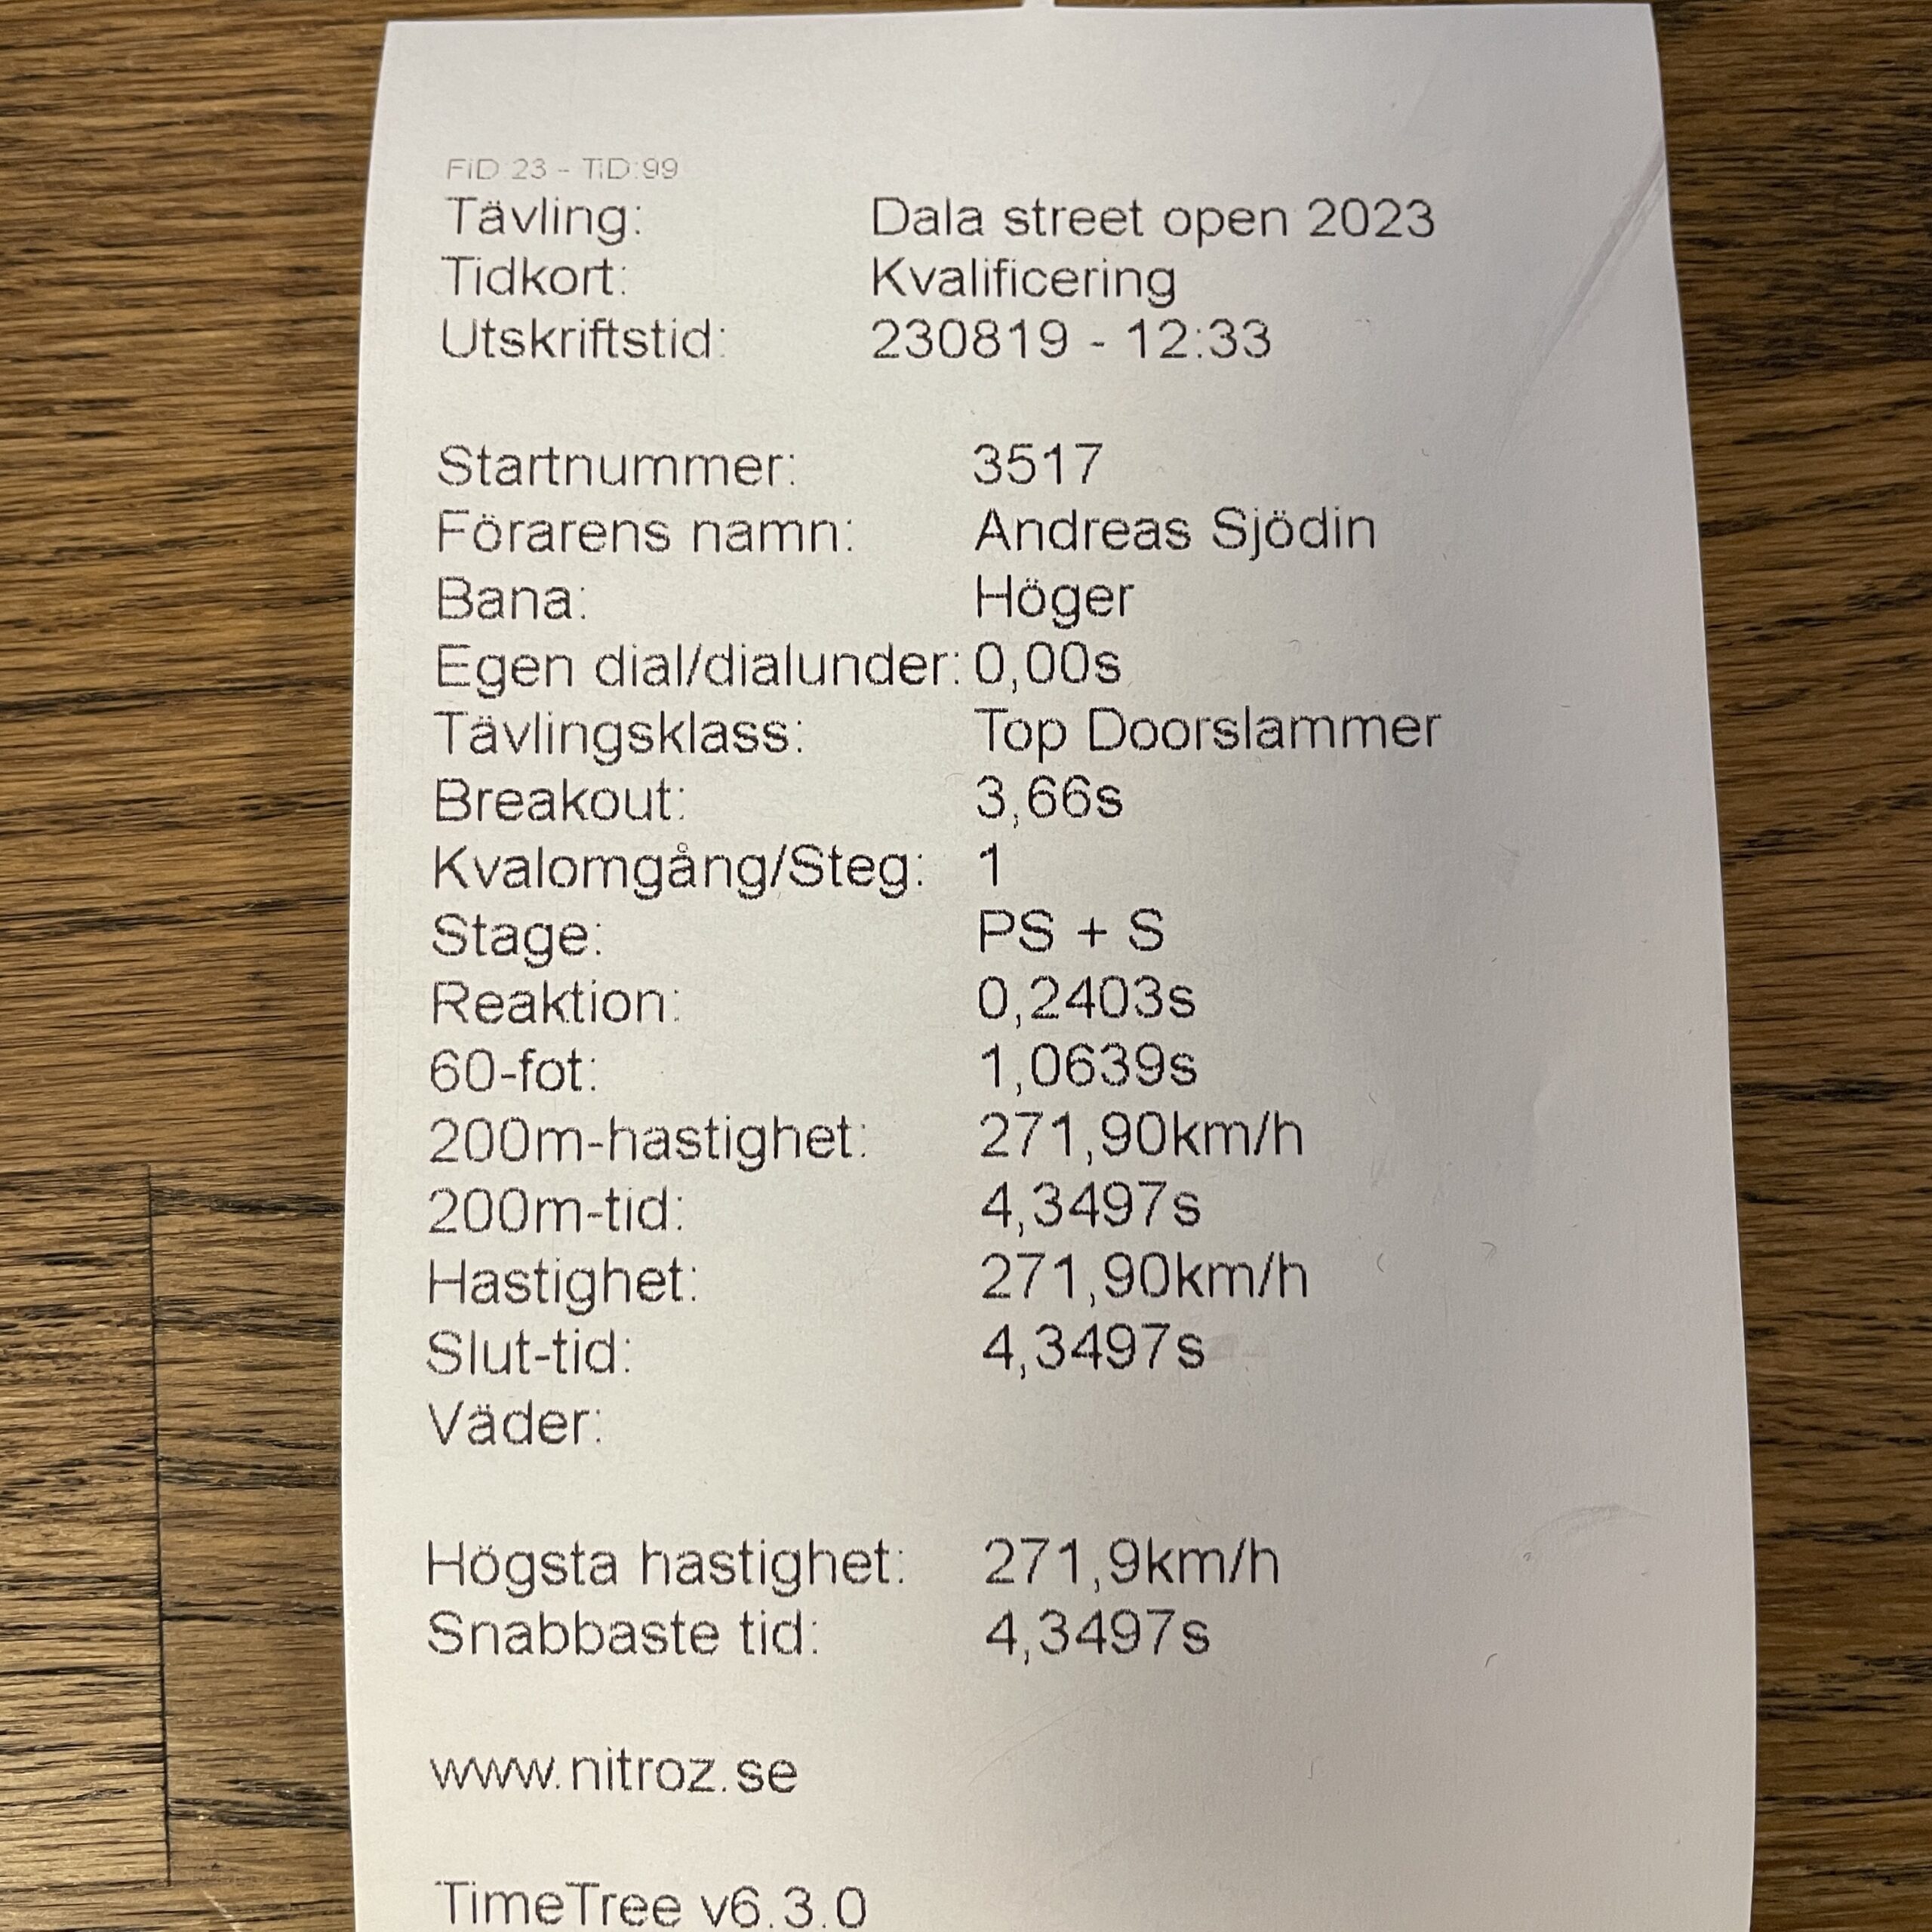 FiD:23 - TiD:99
Tävling: Dala street open 2023
Tidkort: Kvalificering
Utskriftstid: 230819 - 12:33
Startnummer: 3517
Förarens namn: Andreas Sjödin
Bana: Höger
Egen dial/dialunder: 0,00s
Tävlingsklass: Top Doorslammer
Breakout: 3,66s
Kvalomgång/Steg: 1
Stage: PS + S
Reaktion: 0,2403s
60-fot: 1,0639s
200m-hastighet: 271,90km/h
200m-tid: 4,3497s
Hastighet: 271,90km/h
Slut-tid: 4,3497s
Väder:
Högsta hastighet: 271,9km/h
Snabbaste tid: 4,3497s
www.nitroz.se
TimeTree v6.3.0